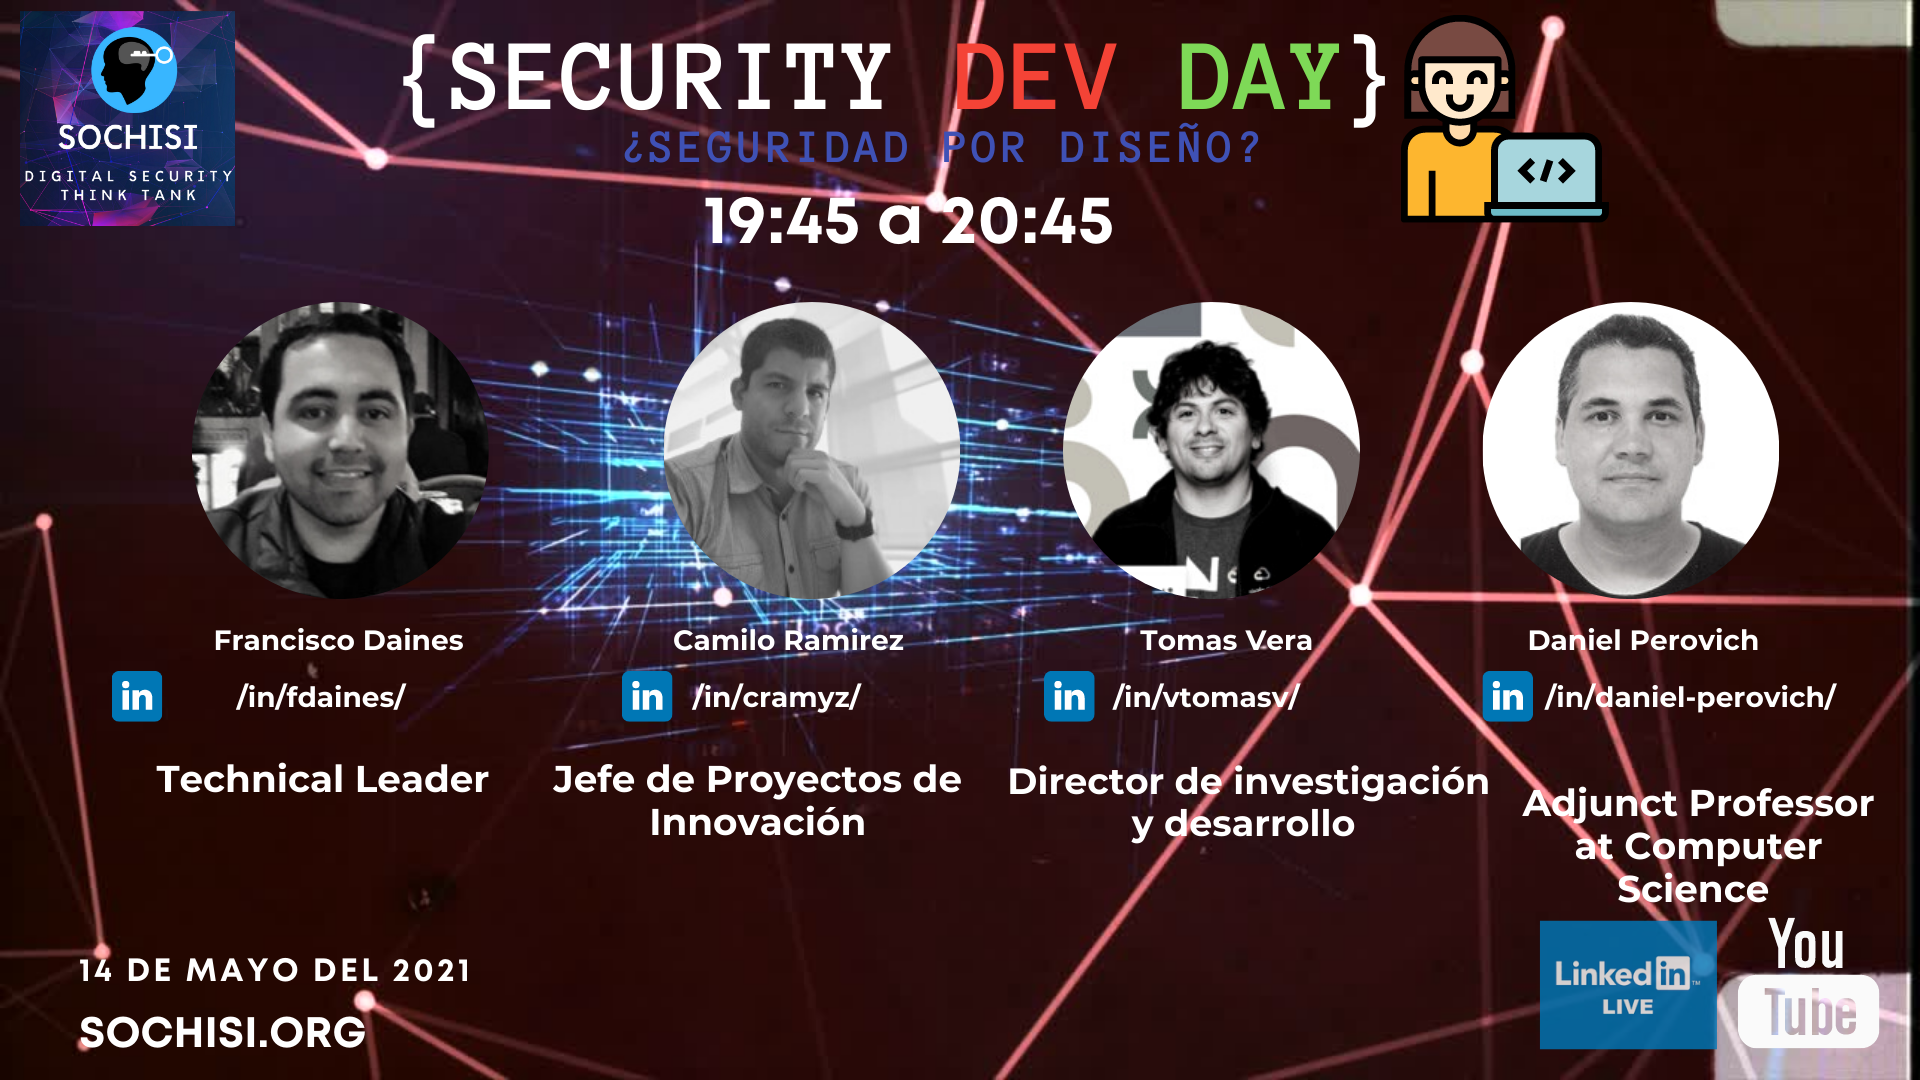 SOCHISI
DIGITAL SECURITY
THINK TANK
{SECURITY DEV DAY}
¿SEGURIDAD POR DISEÑO?
19:45 a 20:45
</>
N
Francisco Daines
Camilo Ramirez
Tomas Vera
Daniel Perovich
in /in/fdaines/
in /in/cramyz/
in /in/vtomasv/
in /in/daniel-perovich/
Technical Leader
Jefe de Proyectos de
Innovación
Director de investigación
y desarrollo
Adjunct Professor
at Computer
Science
14 DE MAYO DEL 2021
SOCHISI.ORG
Linked in™
LIVE
You
Tube